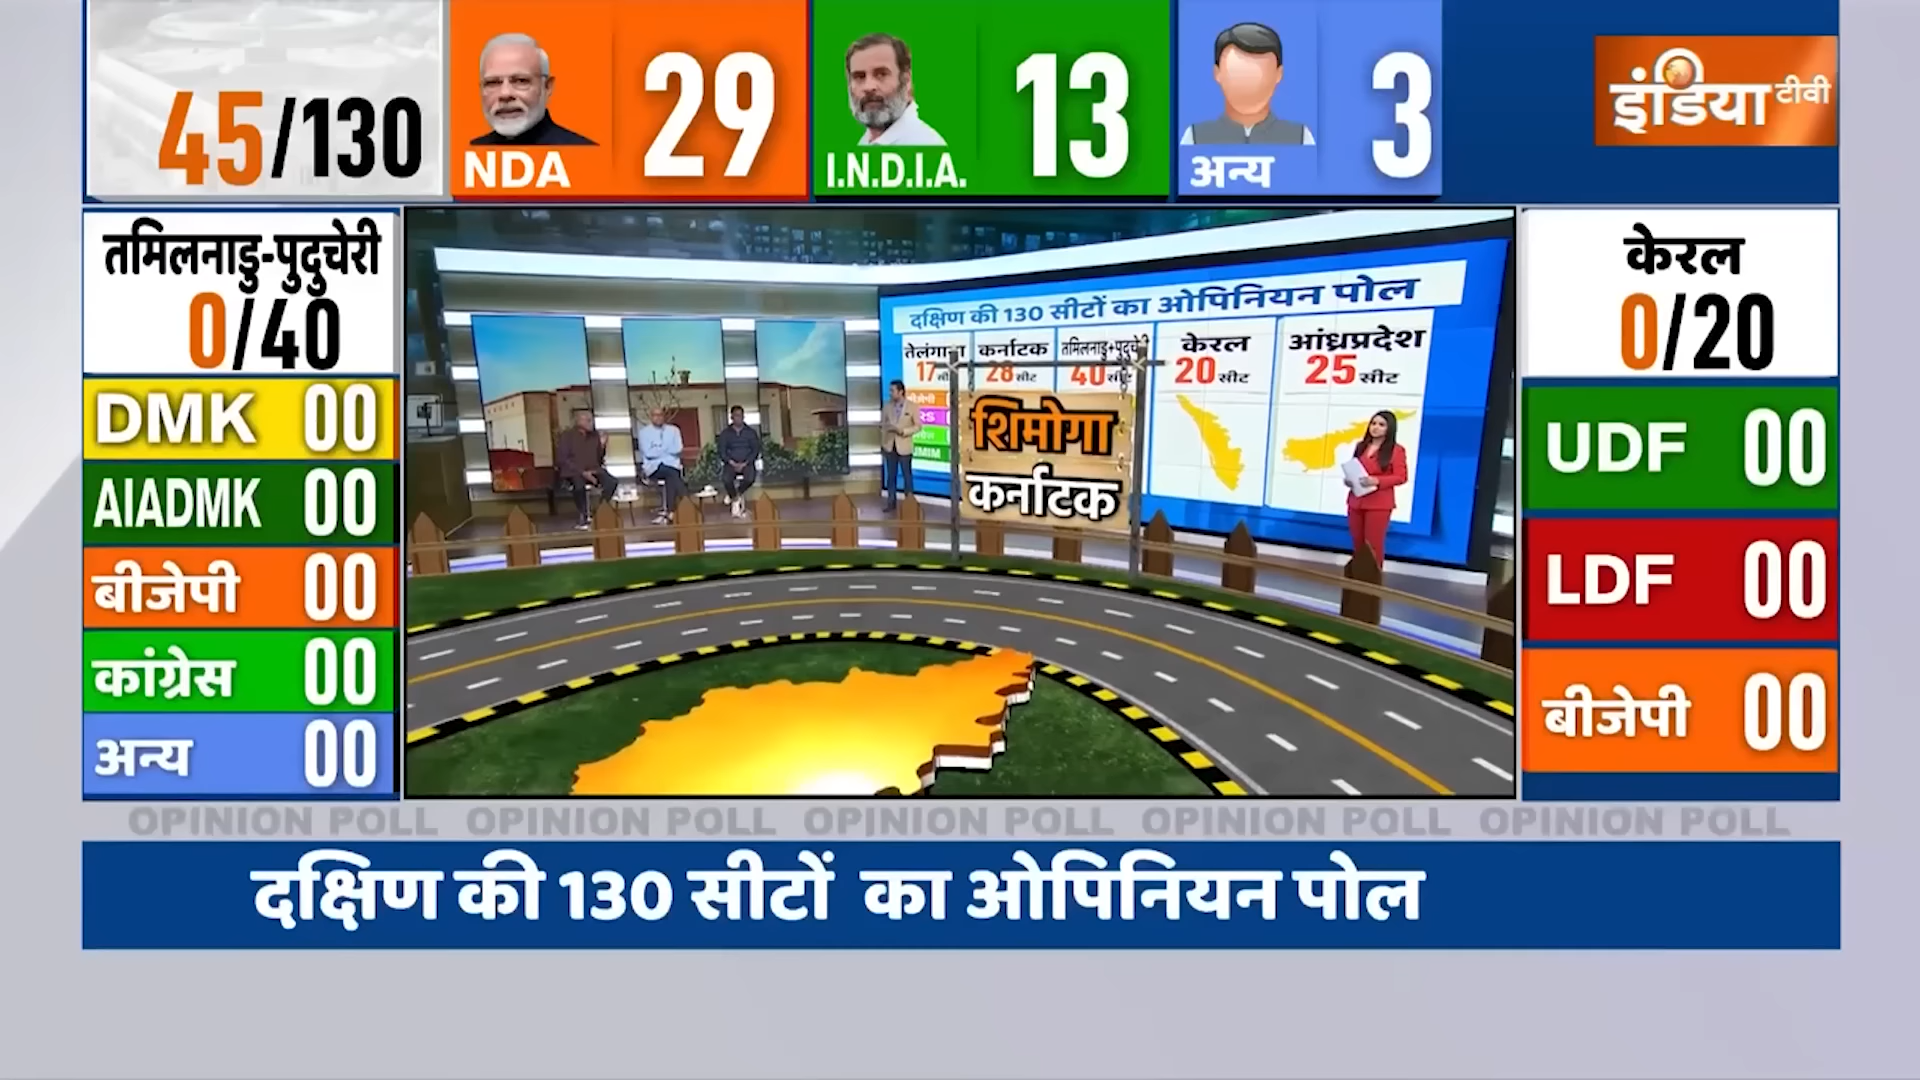 45/130
NDA 29
I.N.D.I.A. 13
अन्य 3
इंडिया टीवी
तमिलनाडु-पुदुचेरी
0/40
DMK 00
AIADMK 00
बीजेपी 00
कांग्रेस 00
अन्य 00
दक्षिण की 130 सीटों का ओपिनियन पोल
तेलंगाना
17
कर्नाटक
28 सीट
तमिलनाडु+पुदुचेरी
40 सीट
केरल
20 सीट
आंध्रप्रदेश
25 सीट
शिमोगा
कर्नाटक
केरल
0/20
UDF 00
LDF 00
बीजेपी 00
OPINION POLL OPINION POLL OPINION POLL OPINION POLL OPINION POLL
दक्षिण की 130 सीटों का ओपिनियन पोल